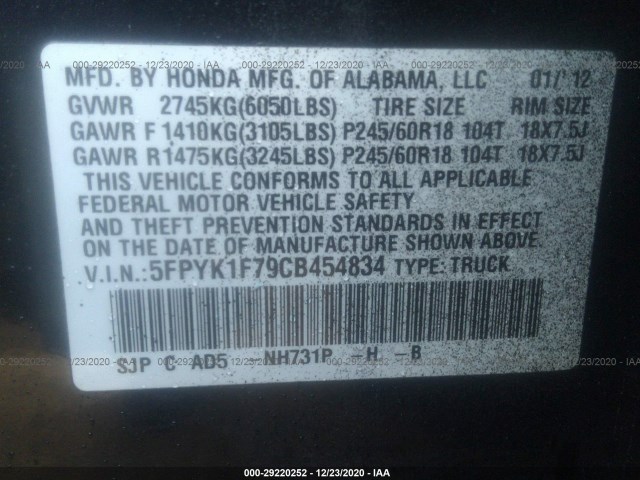 000-29220252 - 12/23/2020 - IAA
MFD. BY HONDA MFG. OF ALABAMA, LLC 01/'12
GVWR 2745KG(6050LBS) TIRE SIZE RIM SIZE
GAWR F 1410KG(3105LBS) P245/60R18 104T 18X7.5J
GAWR R1475KG(3245LBS) P245/60R18 104T 18X7.5J
THIS VEHICLE CONFORMS TO ALL APPLICABLE
FEDERAL MOTOR VEHICLE SAFETY
AND THEFT PREVENTION STANDARDS IN EFFECT
ON THE DATE OF MANUFACTURE SHOWN ABOVE.
V.I.N.: 5FPYK1F79CB454834 TYPE: TRUCK
SJP C AD5 NH731P -H -B
000-29220252 - 12/23/2020 - IAA